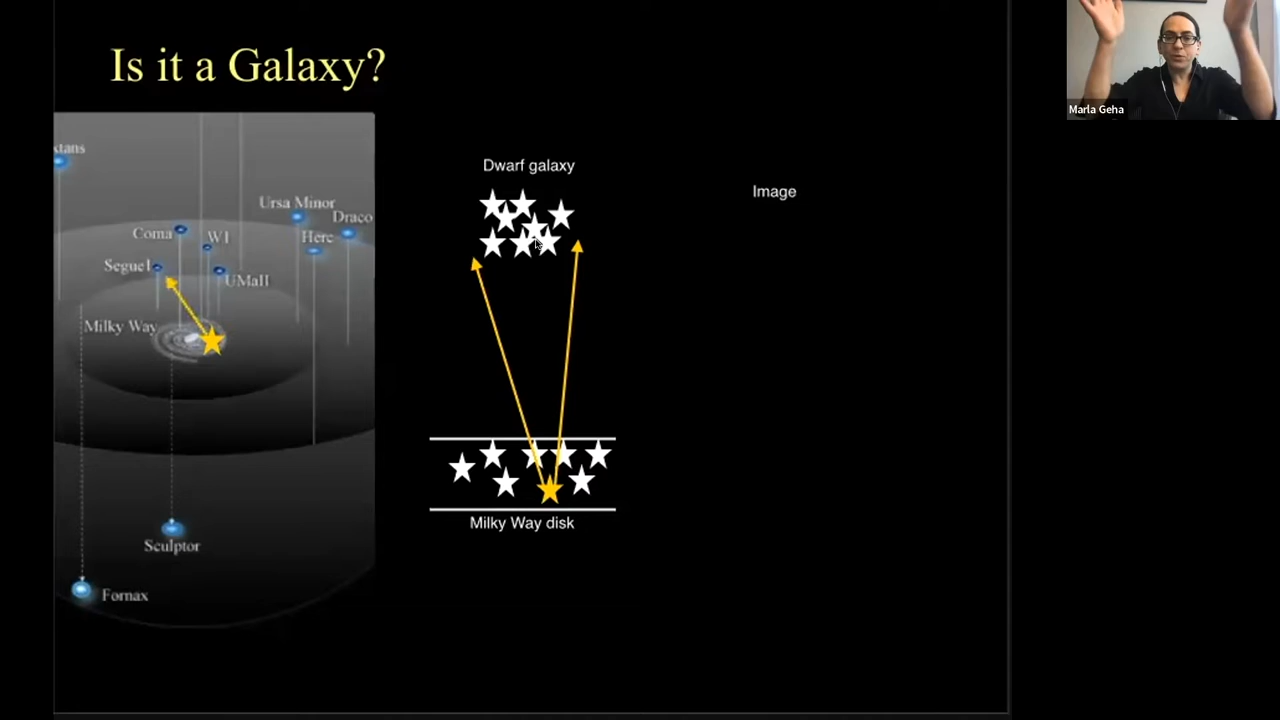 Is it a Galaxy?
Marla Geha
xtans
Ursa Minor
Draco
Coma
W1
Herc
Segue1
UMaII
Milky Way
Sculptor
Fornax
Dwarf galaxy
Milky Way disk
Image